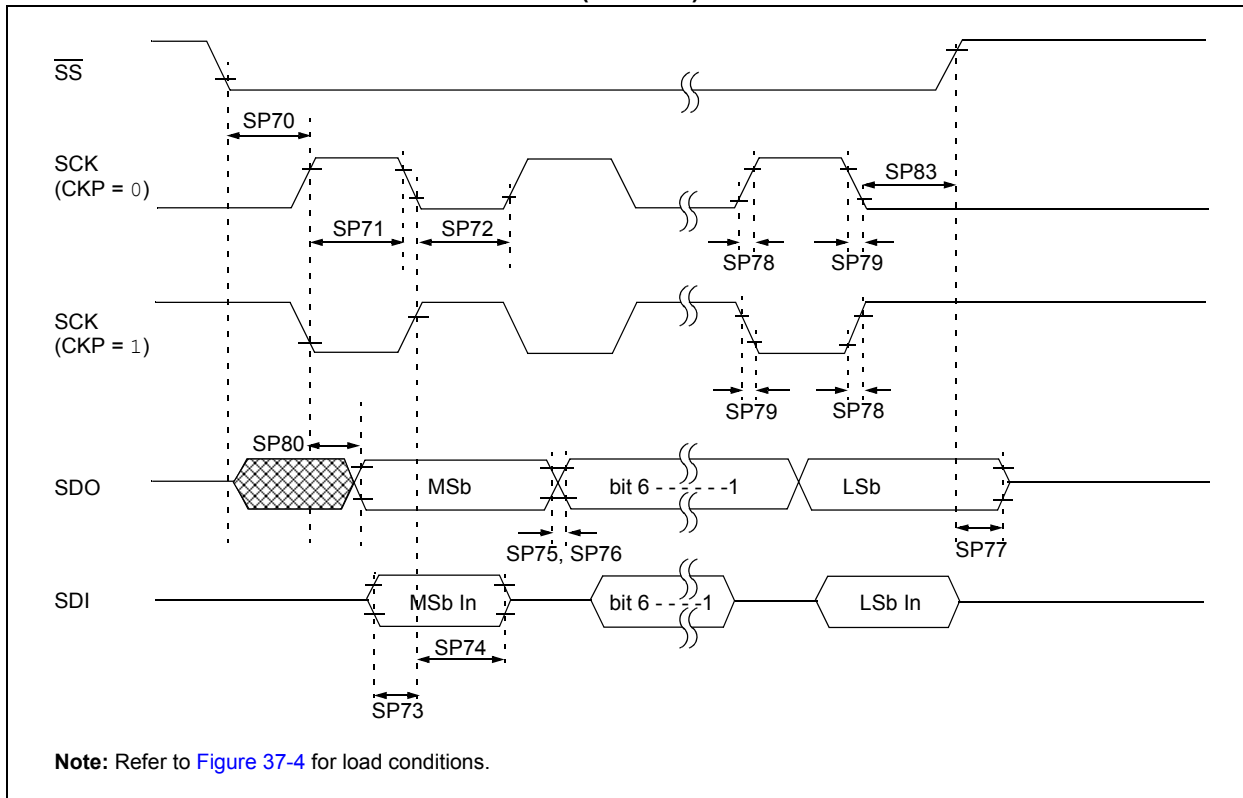 SS
SP70
SCK
(CKP = 0)
SP83
SP71
SP72
SP78
SP79
SCK
(CKP = 1)
SP79
SP78
SP80
SDO
MSb
bit 6 - - - - - -1
LSb
SP75, SP76
SP77
SDI
MSb In
bit 6 - - - -1
LSb In
SP74
SP73
Note: Refer to Figure 37-4 for load conditions.